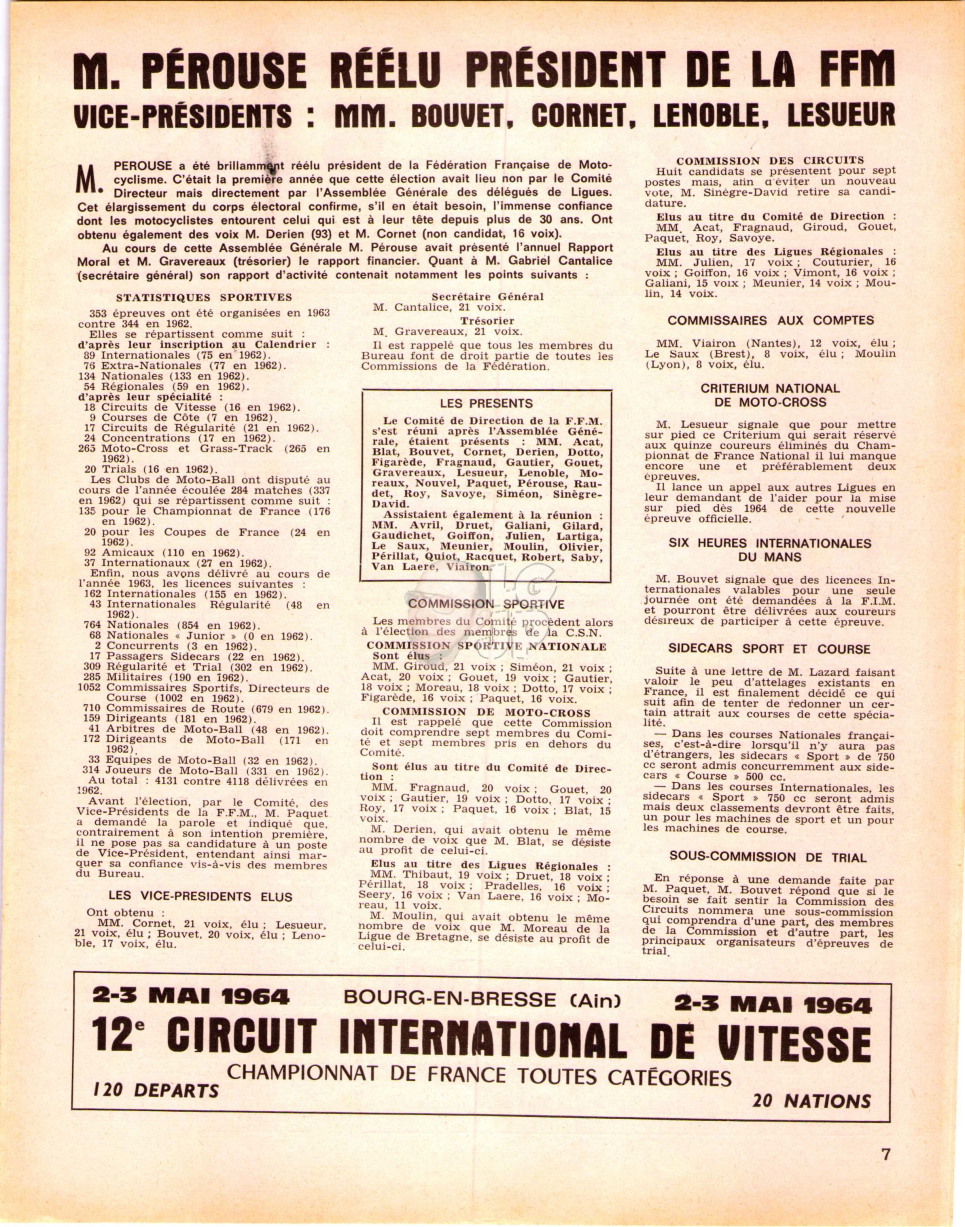 M. PÉROUSE RÉÉLU PRÉSIDENT DE LA FFM
VICE-PRÉSIDENTS : MM. BOUVET, CORNET, LENOBLE, LESUEUR
M. PEROUSE a été brillamment réélu président de la Fédération Française de Moto-
cyclisme. C'était la première année que cette élection avait lieu non par le Comité
Directeur mais directement par l'Assemblée Générale des délégués de Ligues.
Cet élargissement du corps électoral confirme, s'il en était besoin, l'immense confiance
dont les motocyclistes entourent celui qui est à leur tête depuis plus de 30 ans. Ont
obtenu également des voix M. Derien (93) et M. Cornet (non candidat, 16 voix).
Au cours de cette Assemblée Générale M. Pérouse avait présenté l'annuel Rapport
Moral et M. Gravereaux (trésorier) le rapport financier. Quant à M. Gabriel Cantalice
(secrétaire général) son rapport d'activité contenait notamment les points suivants :
STATISTIQUES SPORTIVES
353 épreuves ont été organisées en 1963
contre 344 en 1962.
Elles se répartissent comme suit :
d'après leur inscription au Calendrier :
89 Internationales (75 en 1962).
76 Extra-Nationales (77 en 1962).
134 Nationales (133 en 1962).
54 Régionales (59 en 1962).
d'après leur spécialité :
18 Circuits de Vitesse (16 en 1962).
9 Courses de Côte (7 en 1962).
17 Circuits de Régularité (21 en 1962).
24 Concentrations (17 en 1962).
265 Moto-Cross et Grass-Track (265 en
1962).
20 Trials (16 en 1962).
Les Clubs de Moto-Ball ont disputé au
cours de l'année écoulée 284 matches (337
en 1962) qui se répartissent comme suit :
135 pour le Championnat de France (176
en 1962).
20 pour les Coupes de France (24 en
1962).
92 Amicaux (110 en 1962).
37 Internationaux (27 en 1962).
Enfin, nous avons délivré au cours de
l'année 1963, les licences suivantes :
162 Internationales (155 en 1962).
43 Internationales Régularité (48 en
1962).
764 Nationales (854 en 1962).
68 Nationales « Junior » (0 en 1962).
2 Concurrents (3 en 1962).
17 Passagers Sidecars (22 en 1962).
309 Régularité et Trial (302 en 1962).
285 Militaires (190 en 1962).
1052 Commissaires Sportifs, Directeurs de
Course (1002 en 1962).
710 Commissaires de Route (679 en 1962).
159 Dirigeants (181 en 1962).
41 Arbitres de Moto-Ball (48 en 1962).
172 Dirigeants de Moto-Ball (171 en
1962).
33 Equipes de Moto-Ball (32 en 1962).
314 Joueurs de Moto-Ball (331 en 1962).
Au total : 4131 contre 4118 délivrées en
1962.
Avant l'élection, par le Comité, des
Vice-Présidents de la F.F.M., M. Paquet
a demandé la parole et indiqué que,
contrairement à son intention première,
il ne pose pas sa candidature à un poste
de Vice-Président, entendant ainsi mar-
quer sa confiance vis-à-vis des membres
du Bureau.
LES VICE-PRESIDENTS ELUS
Ont obtenu :
MM. Cornet, 21 voix, élu ; Lesueur,
21 voix, élu ; Bouvet, 20 voix, élu ; Leno-
ble, 17 voix, élu.
Secrétaire Général
M. Cantalice, 21 voix.
Trésorier
M. Gravereaux, 21 voix.
Il est rappelé que tous les membres du
Bureau font de droit partie de toutes les
Commissions de la Fédération.
LES PRESENTS
Le Comité de Direction de la F.F.M.
s'est réuni après l'Assemblée Géné-
rale, étaient présents : MM. Acat,
Blat, Bouvet, Cornet, Derien, Dotto,
Figarède, Fragnaud, Gautier, Gouet,
Gravereaux, Lesueur, Lenoble, Mo-
reaux, Nouvel, Paquet, Pérouse, Rau-
det, Roy, Savoye, Siméon, Sinègre-
David.
Assistaient également à la réunion :
MM. Avril, Druet, Galiani, Gilard,
Gaudichet, Goiffon, Julien, Lartiga,
Le Saux, Meunier, Moulin, Olivier,
Périllat, Quiot, Racquet, Robert, Saby,
Van Laere, Viairon.
COMMISSION SPORTIVE
Les membres du Comité procèdent alors
à l'élection des membres de la C.S.N.
COMMISSION SPORTIVE NATIONALE
Sont élus :
MM. Giroud, 21 voix ; Siméon, 21 voix ;
Acat, 20 voix ; Gouet, 19 voix ; Gautier,
18 voix ; Moreau, 18 voix ; Dotto, 17 voix ;
Figarède, 16 voix ; Paquet, 16 voix.
COMMISSION DE MOTO-CROSS
Il est rappelé que cette Commission
doit comprendre sept membres du Comi-
té et sept membres pris en dehors du
Comité.
Sont élus au titre du Comité de Direc-
tion :
MM. Fragnaud, 20 voix ; Gouet, 20
voix ; Gautier, 19 voix ; Dotto, 17 voix ;
Roy, 17 voix ; Paquet, 16 voix ; Blat, 15
voix.
M. Derien, qui avait obtenu le même
nombre de voix que M. Blat, se désiste
au profit de celui-ci.
Elus au titre des Ligues Régionales :
MM. Thibaut, 19 voix ; Druet, 18 voix ;
Périllat, 18 voix ; Pradelles, 16 voix ;
Seery, 16 voix ; Van Laere, 16 voix ; Mo-
reau, 11 voix.
M. Moulin, qui avait obtenu le même
nombre de voix que M. Moreau de la
Ligue de Bretagne, se désiste au profit de
celui-ci.
COMMISSION DES CIRCUITS
Huit candidats se présentent pour sept
postes mais, afin d'éviter un nouveau
vote, M. Sinègre-David retire sa candi-
dature.
Elus au titre du Comité de Direction :
MM. Acat, Fragnaud, Giroud, Gouet,
Paquet, Roy, Savoye.
Elus au titre des Ligues Régionales :
MM. Julien, 17 voix ; Couturier, 16
voix ; Goiffon, 16 voix ; Vimont, 16 voix ;
Galiani, 15 voix ; Meunier, 14 voix ; Mou-
lin, 14 voix.
COMMISSAIRES AUX COMPTES
MM. Viairon (Nantes), 12 voix, élu ;
Le Saux (Brest), 8 voix, élu ; Moulin
(Lyon), 8 voix, élu.
CRITERIUM NATIONAL
DE MOTO-CROSS
M. Lesueur signale que pour mettre
sur pied ce Criterium qui serait réservé
aux quinze coureurs éliminés du Cham-
pionnat de France National il lui manque
encore une et préférablement deux
épreuves.
Il lance un appel aux autres Ligues en
leur demandant de l'aider pour la mise
sur pied dès 1964 de cette nouvelle
épreuve officielle.
SIX HEURES INTERNATIONALES
DU MANS
M. Bouvet signale que des licences In-
ternationales valables pour une seule
journée ont été demandées à la F.I.M.
et pourront être délivrées aux coureurs
désireux de participer à cette épreuve.
SIDECARS SPORT ET COURSE
Suite à une lettre de M. Lazard faisant
valoir le peu d'attelages existants en
France, il est finalement décidé ce qui
suit afin de tenter de redonner un cer-
tain attrait aux courses de cette spécia-
lité.
— Dans les courses Nationales françai-
ses, c'est-à-dire lorsqu'il n'y aura pas
d'étrangers, les sidecars « Sport » de 750
cc seront admis concurremment aux side-
cars « Course » 500 cc.
— Dans les courses Internationales, les
sidecars « Sport » 750 cc seront admis
mais deux classements devront être faits,
un pour les machines de sport et un pour
les machines de course.
SOUS-COMMISSION DE TRIAL
En réponse à une demande faite par
M. Paquet, M. Bouvet répond que si le
besoin se fait sentir la Commission des
Circuits nommera une sous-commission
qui comprendra d'une part, des membres
de la Commission et d'autre part, les
principaux organisateurs d'épreuves de
trial.
2-3 MAI 1964 BOURG-EN-BRESSE (Ain) 2-3 MAI 1964
12e CIRCUIT INTERNATIONAL DE VITESSE
CHAMPIONNAT DE FRANCE TOUTES CATÉGORIES
120 DEPARTS
20 NATIONS
7